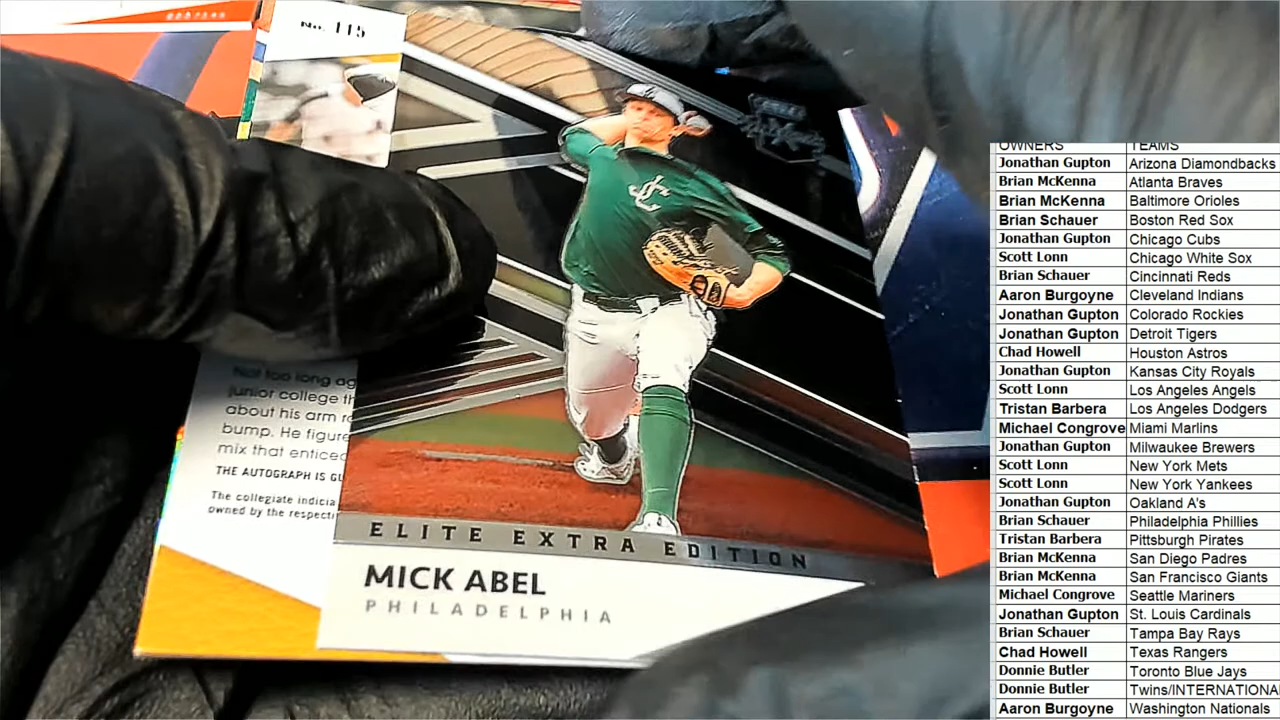 No. 115
JC
Not too long ag
junior college th
about his arm
bump. He figure
mix that enticed
THE AUTOGRAPH IS GU
The collegiate indicia
owned by the respecti
ELITE EXTRA EDITION
MICK ABEL
PHILADELPHIA
OWNERS TEAMS
Jonathan Gupton Arizona Diamondbacks
Brian McKenna Atlanta Braves
Brian McKenna Baltimore Orioles
Brian Schauer Boston Red Sox
Jonathan Gupton Chicago Cubs
Scott Lonn Chicago White Sox
Brian Schauer Cincinnati Reds
Aaron Burgoyne Cleveland Indians
Jonathan Gupton Colorado Rockies
Jonathan Gupton Detroit Tigers
Chad Howell Houston Astros
Jonathan Gupton Kansas City Royals
Scott Lonn Los Angeles Angels
Tristan Barbera Los Angeles Dodgers
Michael Congrove Miami Marlins
Jonathan Gupton Milwaukee Brewers
Scott Lonn New York Mets
Scott Lonn New York Yankees
Jonathan Gupton Oakland A's
Brian Schauer Philadelphia Phillies
Tristan Barbera Pittsburgh Pirates
Brian McKenna San Diego Padres
Brian McKenna San Francisco Giants
Michael Congrove Seattle Mariners
Jonathan Gupton St. Louis Cardinals
Brian Schauer Tampa Bay Rays
Chad Howell Texas Rangers
Donnie Butler Toronto Blue Jays
Donnie Butler Twins/INTERNATIONA
Aaron Burgoyne Washington Nationals